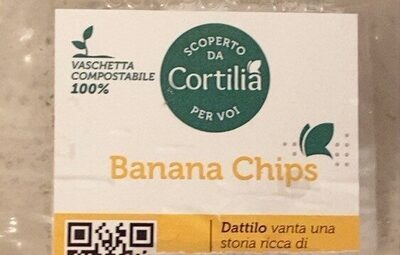 VASCHETTA
COMPOSTABILE
100%
SCOPERTO
DA
Cortilia
PER VOI
Banana Chips
Dattilo vanta una
storia ricca di